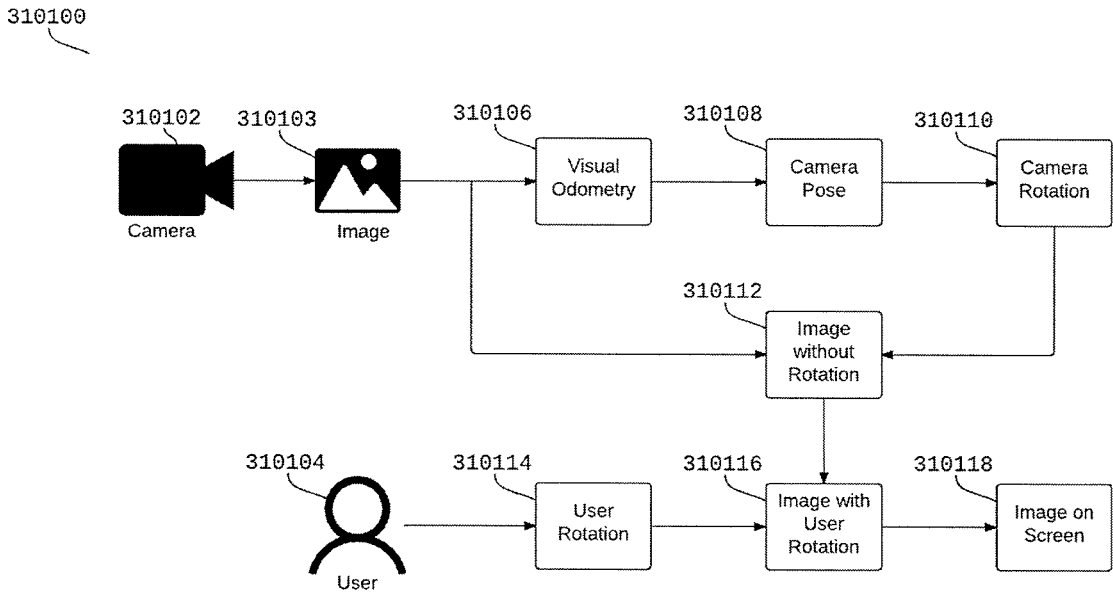 310100
310102
310103
310106
310108
310110
Camera
Image
Visual
Odometry
Camera
Pose
Camera
Rotation
310112
Image
without
Rotation
310104
310114
310116
310118
User
User
Rotation
Image with
User
Rotation
Image on
Screen